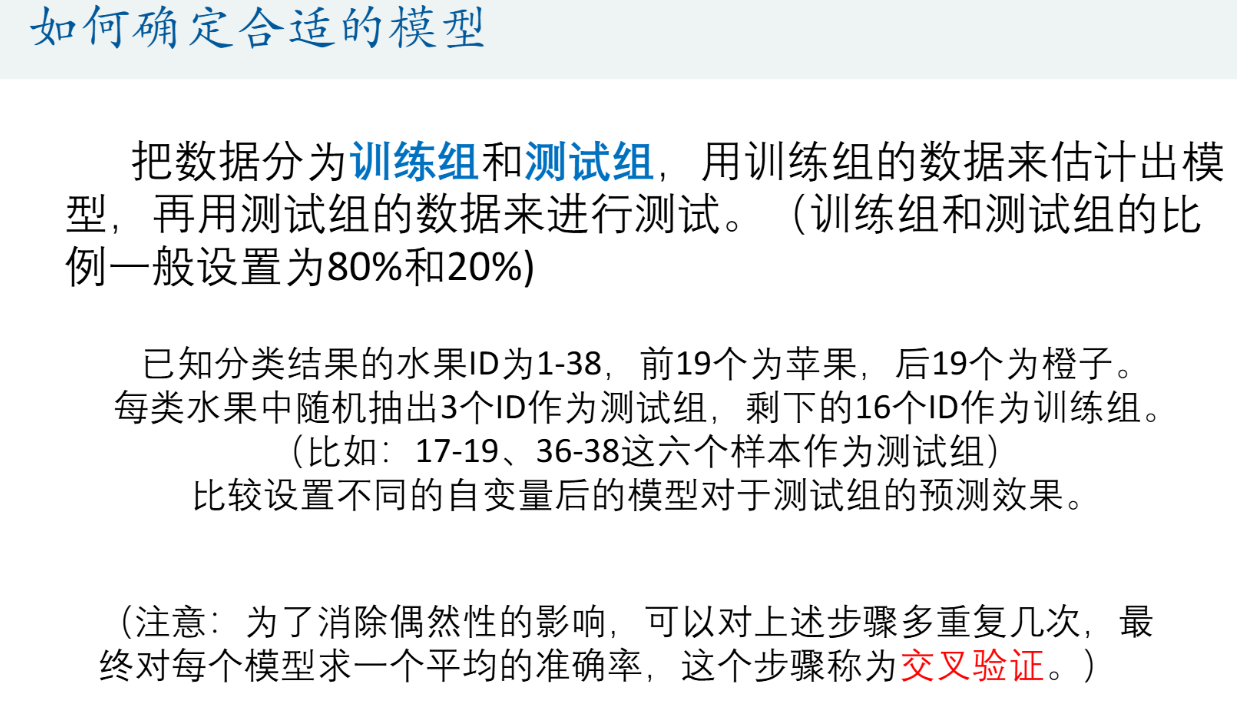 如何确定合适的模型
把数据分为训练组和测试组，用训练组的数据来估计出模
型，再用测试组的数据来进行测试。（训练组和测试组的比
例一般设置为80%和20%)
已知分类结果的水果ID为1-38，前19个为苹果，后19个为橙子。
每类水果中随机抽出3个ID作为测试组，剩下的16个ID作为训练组。
（比如：17-19、36-38这六个样本作为测试组）
比较设置不同的自变量后的模型对于测试组的预测效果。
（注意：为了消除偶然性的影响，可以对上述步骤多重复几次，最
终对每个模型求一个平均的准确率，这个步骤称为交叉验证。）